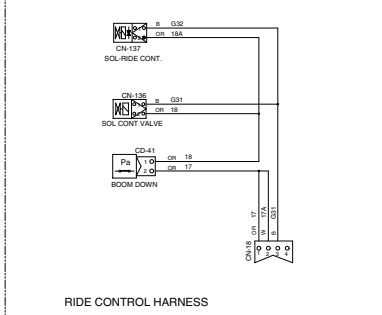 B G32
OR 18A
CN-137
SOL-RIDE CONT.
CN-136
B G31
OR 18
SOL CONT VALVE
CD-41
Pa
1
2
OR 18
OR 17
BOOM DOWN
OR 17
W 17A
B G31
CN-18
1 2 3 4
RIDE CONTROL HARNESS